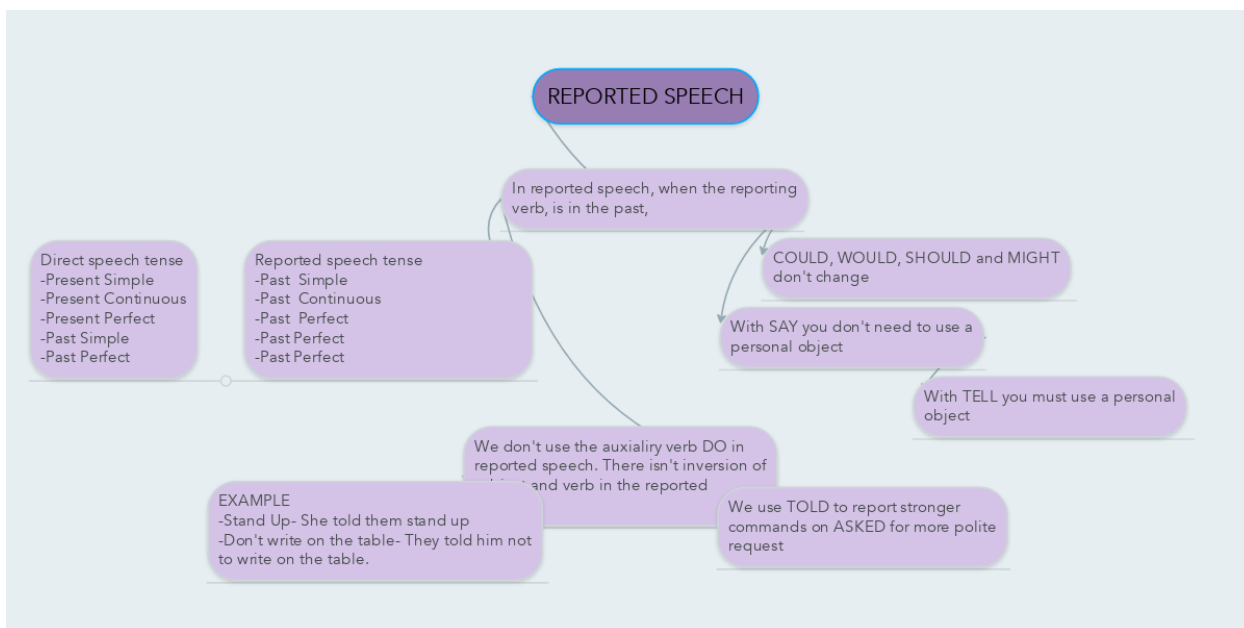 REPORTED SPEECH
In reported speech, when the reporting
verb, is in the past,
Direct speech tense
-Present Simple
-Present Continuous
-Present Perfect
-Past Simple
-Past Perfect
Reported speech tense
-Past Simple
-Past Continuous
-Past Perfect
-Past Perfect
-Past Perfect
COULD, WOULD, SHOULD and MIGHT
don't change
With SAY you don't need to use a
personal object
With TELL you must use a personal
object
We don't use the auxialiry verb DO in
reported speech. There isn't inversion of
and verb in the reported
EXAMPLE
-Stand Up- She told them stand up
-Don't write on the table- They told him not
to write on the table.
We use TOLD to report stronger
commands on ASKED for more polite
request